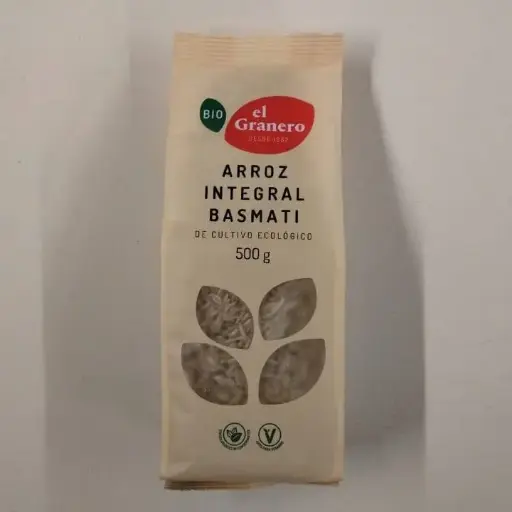 BIO
el
Granero
ARROZ
INTEGRAL
BASMATI
DE CULTIVO ECOLÓGICO
500 g